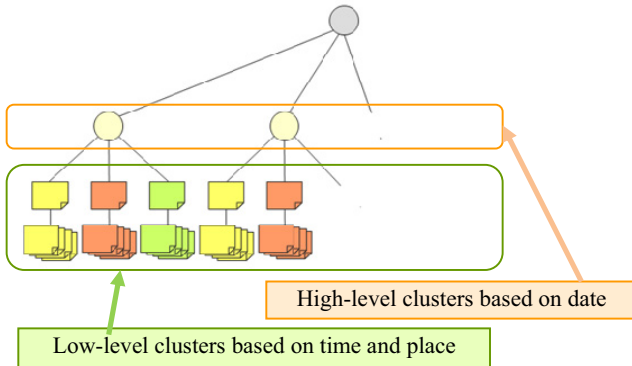 High-level clusters based on date
Low-level clusters based on time and place